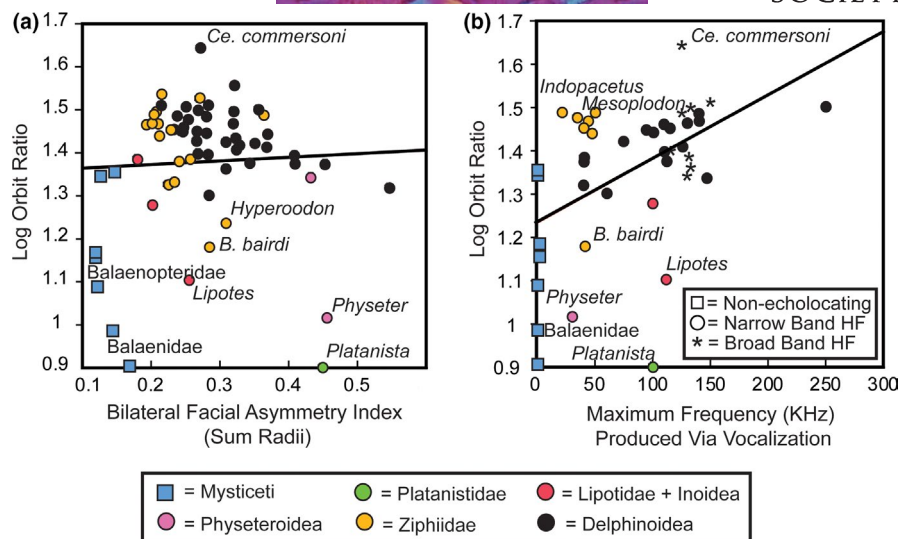 SOCIETY
(a)
1.7
1.6
1.5
1.4
1.3
1.2
1.1
1
0.9
Log Orbit Ratio
Ce. commersoni
Hyperoodon
B. bairdi
Balaenopteridae
Lipotes
Physeter
Balaenidae
Platanista
0.1 0.2 0.3 0.4 0.5
Bilateral Facial Asymmetry Index
(Sum Radii)
(b)
1.7
1.6
1.5
1.4
1.3
1.2
1.1
1
0.9
Log Orbit Ratio
Ce. commersoni
Indopacetus
Mesoplodon
B. bairdi
Lipotes
Physeter
Balaenidae
Platanista
= Non-echolocating
= Narrow Band HF
* = Broad Band HF
0 50 100 150 200 300
Maximum Frequency (KHz)
Produced Via Vocalization
= Mysticeti = Platanistidae = Lipotidae + Inoidea
= Physeteroidea = Ziphiidae = Delphinoidea